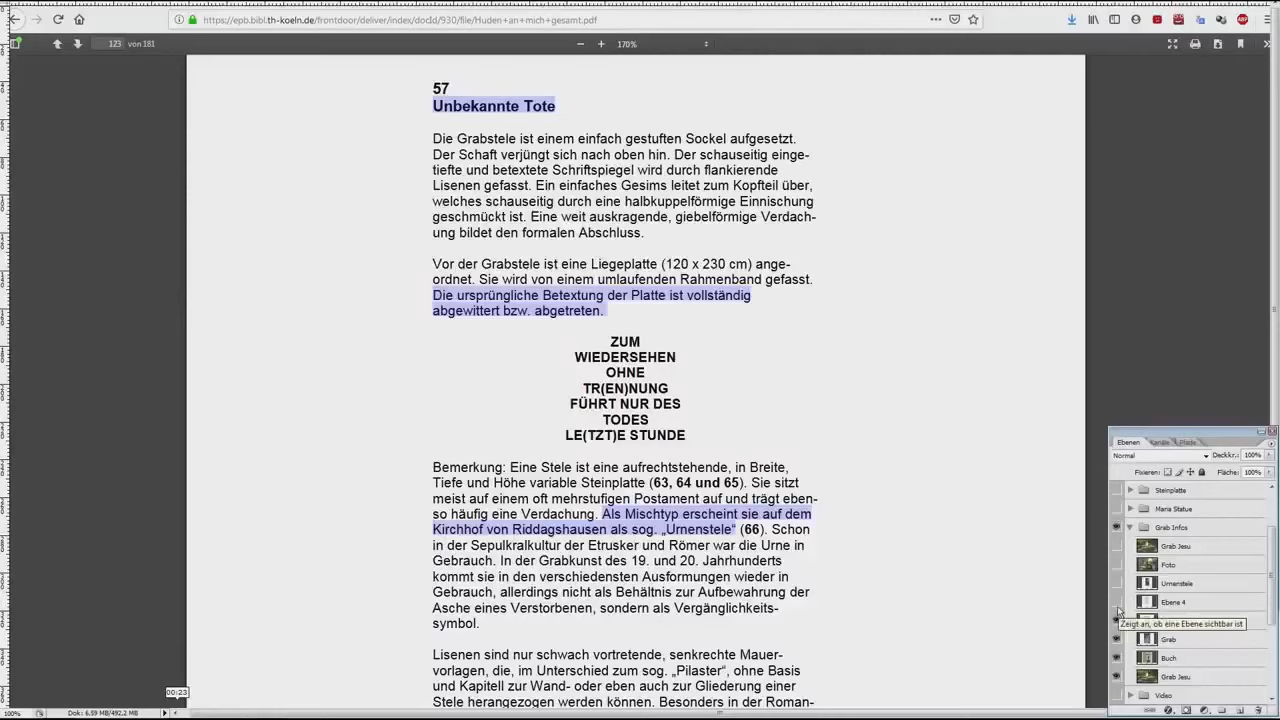 https://epb.bibl.th-koeln.de/frontdoor/deliver/index/docId/930/file/Huden+an+mich+gesamt.pdf
123 von 181
170%
57
Unbekannte Tote
Die Grabstele ist einem einfach gestuften Sockel aufgesetzt.
Der Schaft verjüngt sich nach oben hin. Der schauseitig einge-
tiefte und betextete Schriftspiegel wird durch flankierende
Lisenen gefasst. Ein einfaches Gesims leitet zum Kopfteil über,
welches schauseitig durch eine halbkuppelförmige Einnischung
geschmückt ist. Eine weit auskragende, giebelförmige Verdach-
ung bildet den formalen Abschluss.
Vor der Grabstele ist eine Liegeplatte (120 x 230 cm) ange-
ordnet. Sie wird von einem umlaufenden Rahmenband gefasst.
Die ursprüngliche Betextung der Platte ist vollständig
abgewittert bzw. abgetreten.
ZUM
WIEDERSEHEN
OHNE
TR(EN)NUNG
FÜHRT NUR DES
TODES
LE(TZT)E STUNDE
Bemerkung: Eine Stele ist eine aufrechtstehende, in Breite,
Tiefe und Höhe variable Steinplatte (63, 64 und 65). Sie sitzt
meist auf einem oft mehrstufigen Postament auf und trägt eben-
so häufig eine Verdachung. Als Mischtyp erscheint sie auf dem
Kirchhof von Riddagshausen als sog. „Urnenstele“ (66). Schon
in der Sepulkralkultur der Etrusker und Römer war die Urne in
Gebrauch. In der Grabkunst des 19. und 20. Jahrhunderts
kommt sie in den verschiedensten Ausformungen wieder in
Gebrauch, allerdings nicht als Behältnis zur Aufbewahrung der
Asche eines Verstorbenen, sondern als Vergänglichkeits-
symbol.
Lisenen sind nur schwach vortretende, senkrechte Mauer-
vorlagen, die, im Unterschied zum sog. „Pilaster“, ohne Basis
und Kapitell zur Wand- oder eben auch zur Gliederung einer
Stele herangezogen werden können. Besonders in der Roman-
Ebenen Kanäle Pfade
Normal Deckkr.: 100%
Fixieren: Fläche: 100%
Steinplatte
Maria Statue
Grab Infos
Grab Jesu
Foto
Urnenstele
Ebene 4
Zeigt an, ob eine Ebene sichtbar ist
Grab
Buch
Grab Jesu
Video
00:23
100% Dok: 6,59 MB/492,2 MB